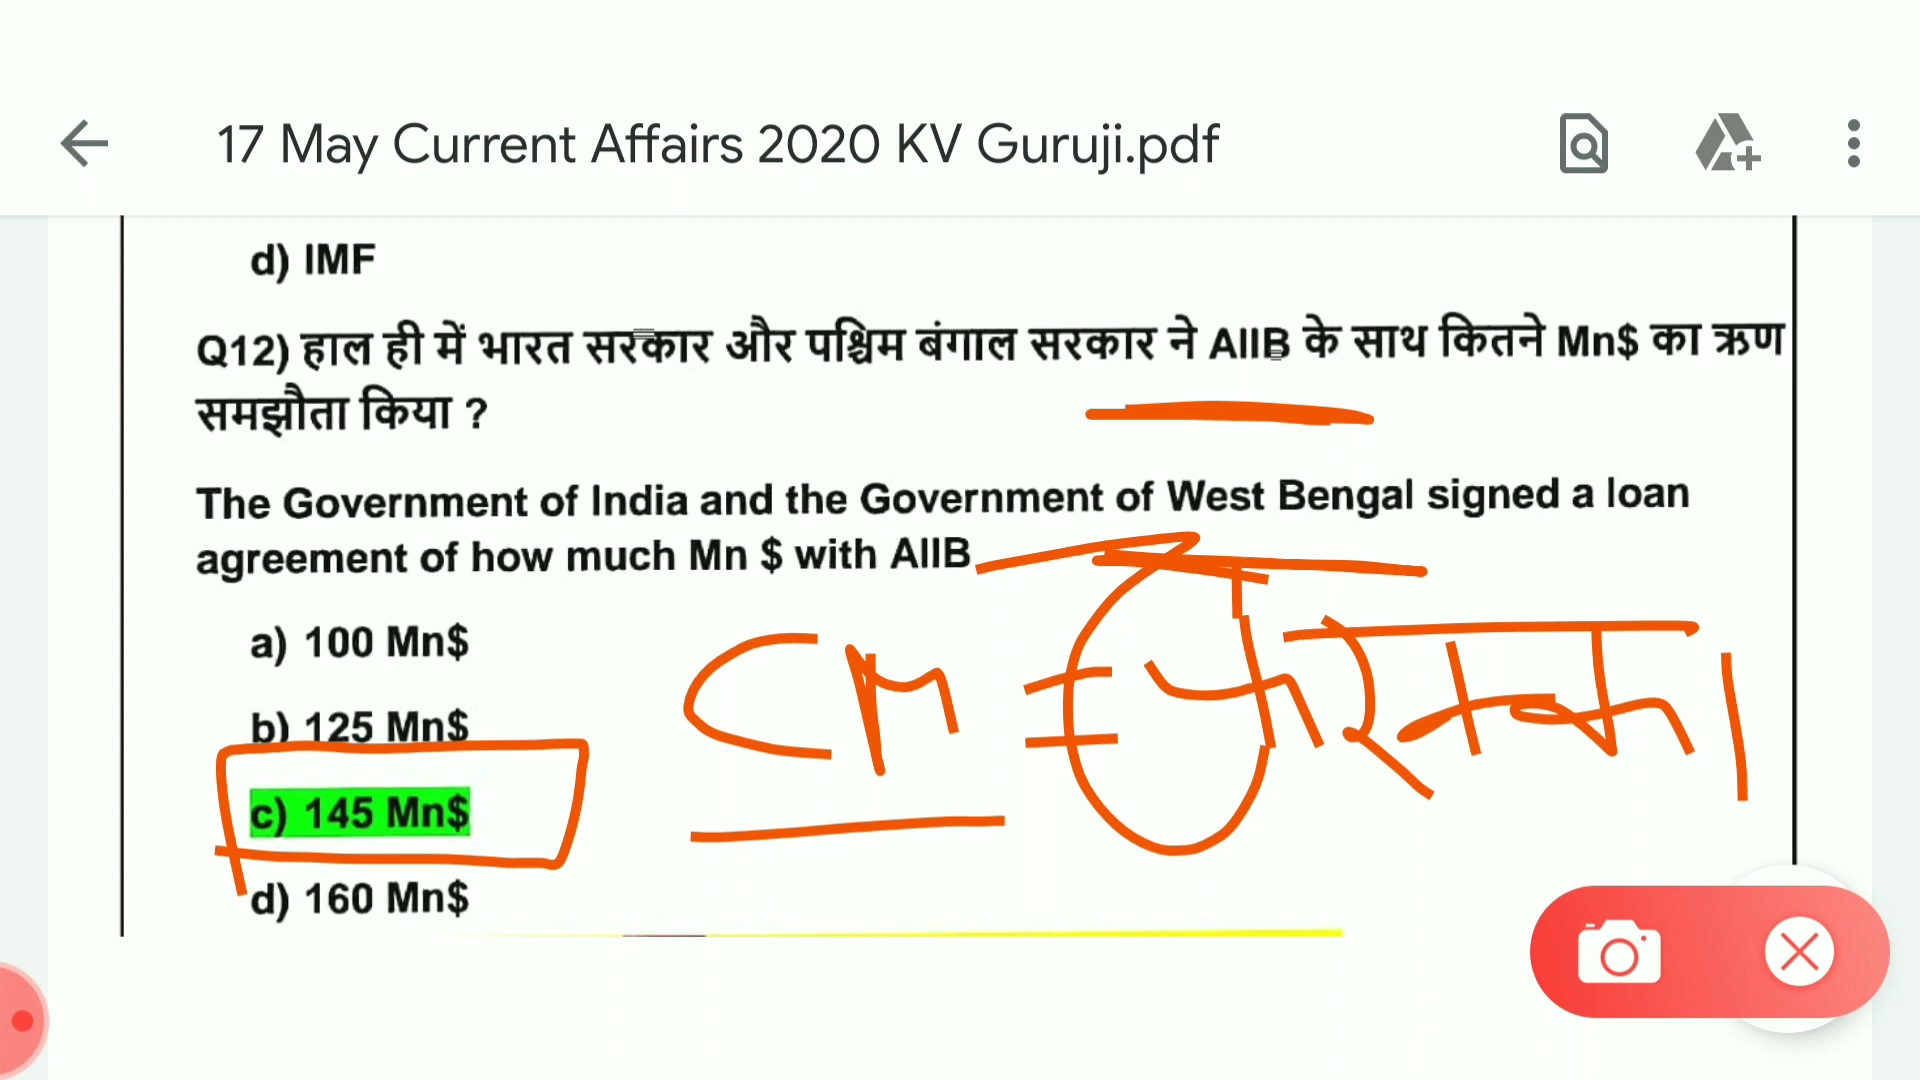 17 May Current Affairs 2020 KV Guruji.pdf
d) IMF
Q12) हाल ही में भारत सरकार और पश्चिम बंगाल सरकार ने AIIB के साथ कितने Mn$ का ऋण
समझौता किया ?
The Government of India and the Government of West Bengal signed a loan
agreement of how much Mn $ with AIIB
a) 100 Mn$
b) 125 Mn$
c) 145 Mn$
d) 160 Mn$
CM =